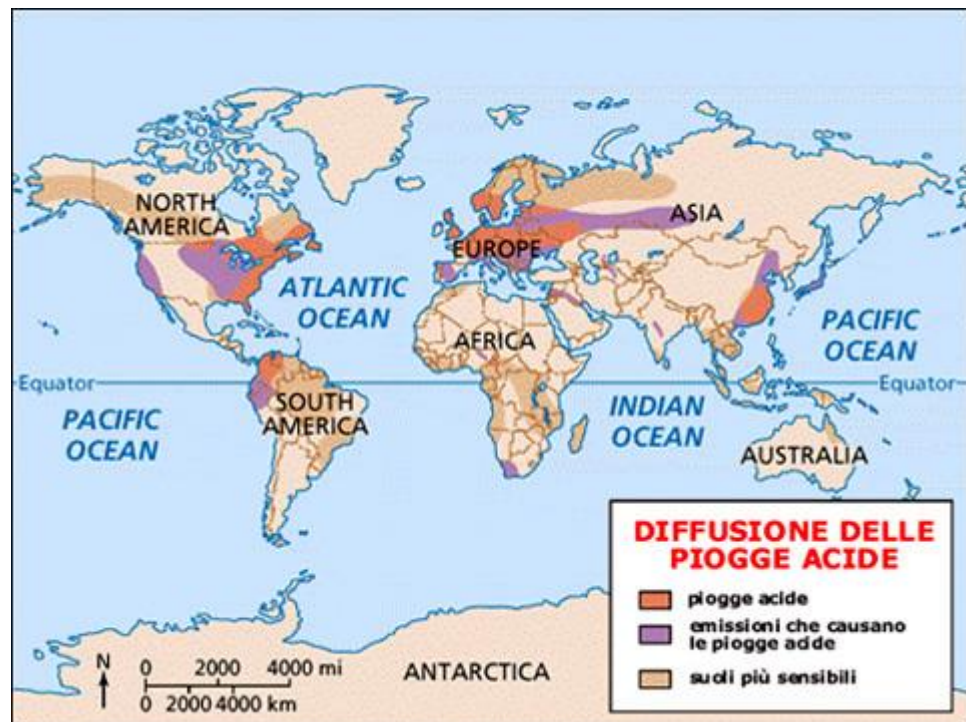 NORTH
AMERICA
ASIA
EUROPE
ATLANTIC
OCEAN
AFRICA
PACIFIC
OCEAN
Equator
Equator
SOUTH
AMERICA
PACIFIC
OCEAN
INDIAN
OCEAN
AUSTRALIA
DIFFUSIONE DELLE
PIOGGE ACIDE
piogge acide
emissioni che causano
le piogge acide
suoli più sensibili
ANTARCTICA
N
0 2000 4000 mi
0 2000 4000 km